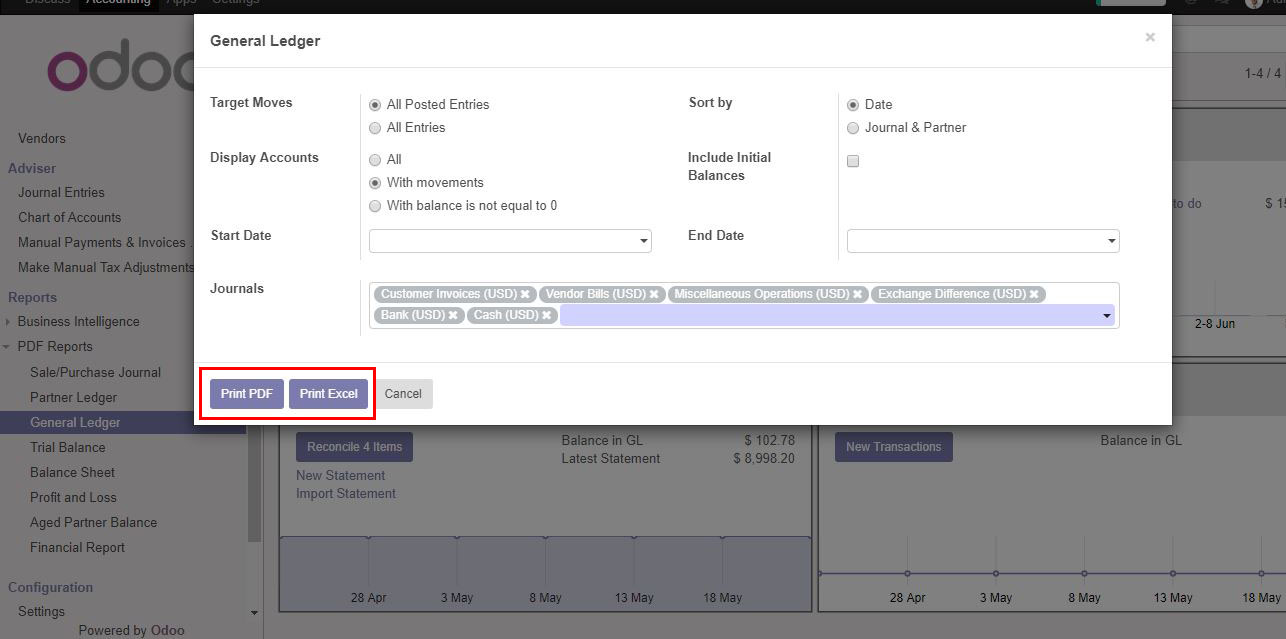 Discuss Accounting Apps Settings
odoo
General Ledger ×
1-4 / 4
Target Moves
All Posted Entries
All Entries
Sort by
Date
Journal & Partner
Display Accounts
All
With movements
With balance is not equal to 0
Include Initial
Balances
Start Date
End Date
Journals
Customer Invoices (USD) ✖ Vendor Bills (USD) ✖ Miscellaneous Operations (USD) ✖ Exchange Difference (USD) ✖
Bank (USD) ✖ Cash (USD) ✖
Print PDF Print Excel Cancel
Vendors
Adviser
Journal Entries
Chart of Accounts
Manual Payments & Invoices
Make Manual Tax Adjustments
Reports
Business Intelligence
PDF Reports
Sale/Purchase Journal
Partner Ledger
General Ledger
Trial Balance
Balance Sheet
Profit and Loss
Aged Partner Balance
Financial Report
Configuration
Settings
Powered by Odoo
to do
2-8 Jun
Reconcile 4 Items
New Statement
Import Statement
Balance in GL $ 102.78
Latest Statement $ 8,998.20
28 Apr 3 May 8 May 13 May 18 May
New Transactions
Balance in GL
28 Apr 3 May 8 May 13 May 18 May